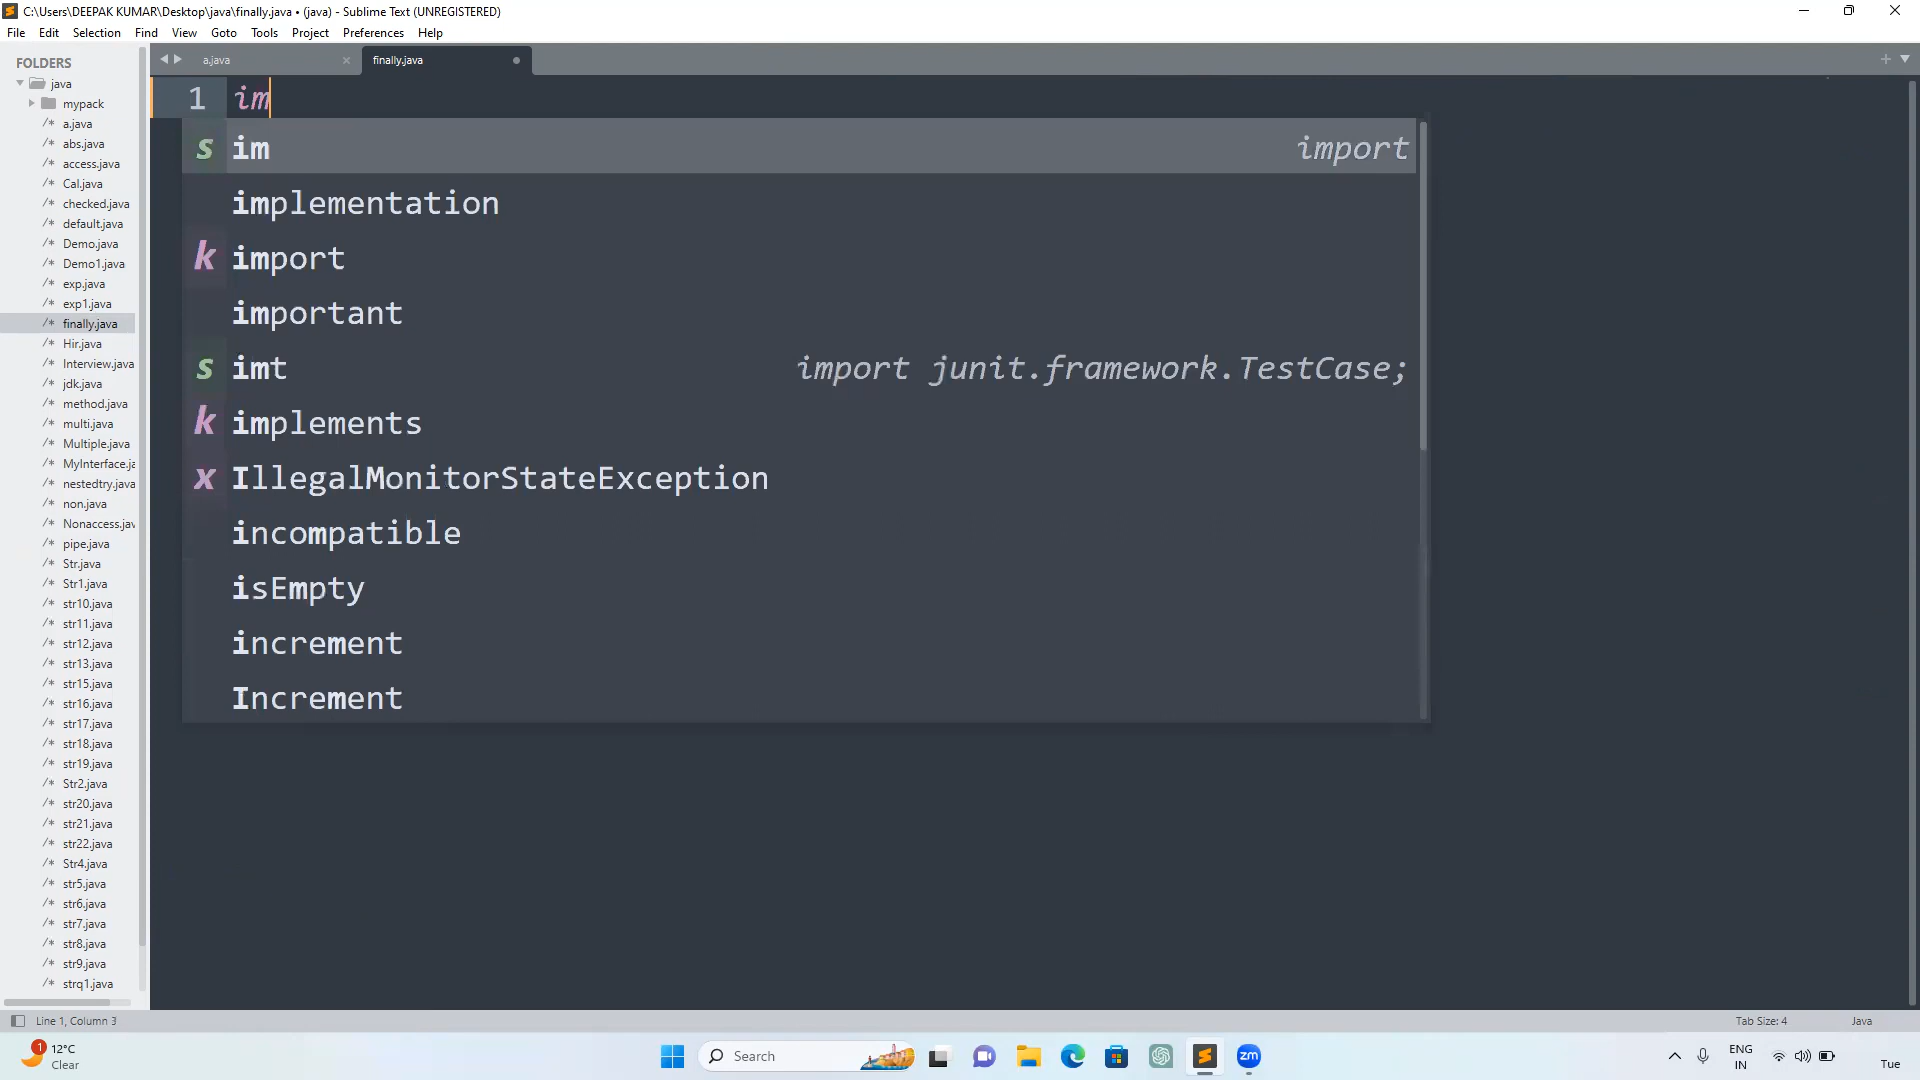 C:\Users\DEEPAK KUMAR\Desktop\java\finally.java • (java) - Sublime Text (UNREGISTERED)
File Edit Selection Find View Goto Tools Project Preferences Help
FOLDERS
java
mypack
a.java
abs.java
access.java
Cal.java
checked.java
default.java
Demo.java
Demo1.java
exp.java
exp1.java
finally.java
Hir.java
Interview.java
jdk.java
method.java
multi.java
Multiple.java
MyInterface.ja
nestedtry.java
non.java
Nonaccess.jav
pipe.java
Str.java
Str1.java
str10.java
str11.java
str12.java
str13.java
str15.java
str16.java
str17.java
str18.java
str19.java
Str2.java
str20.java
str21.java
str22.java
Str4.java
str5.java
str6.java
str7.java
str8.java
str9.java
strq1.java
a.java finally.java
1 im
s im import
implementation
k import
important
s imt import junit.framework.TestCase;
k implements
x IllegalMonitorStateException
incompatible
isEmpty
increment
Increment
Line 1, Column 3 Tab Size: 4 Java
1 12°C
Clear
Search
zm
ENG
IN
Tue